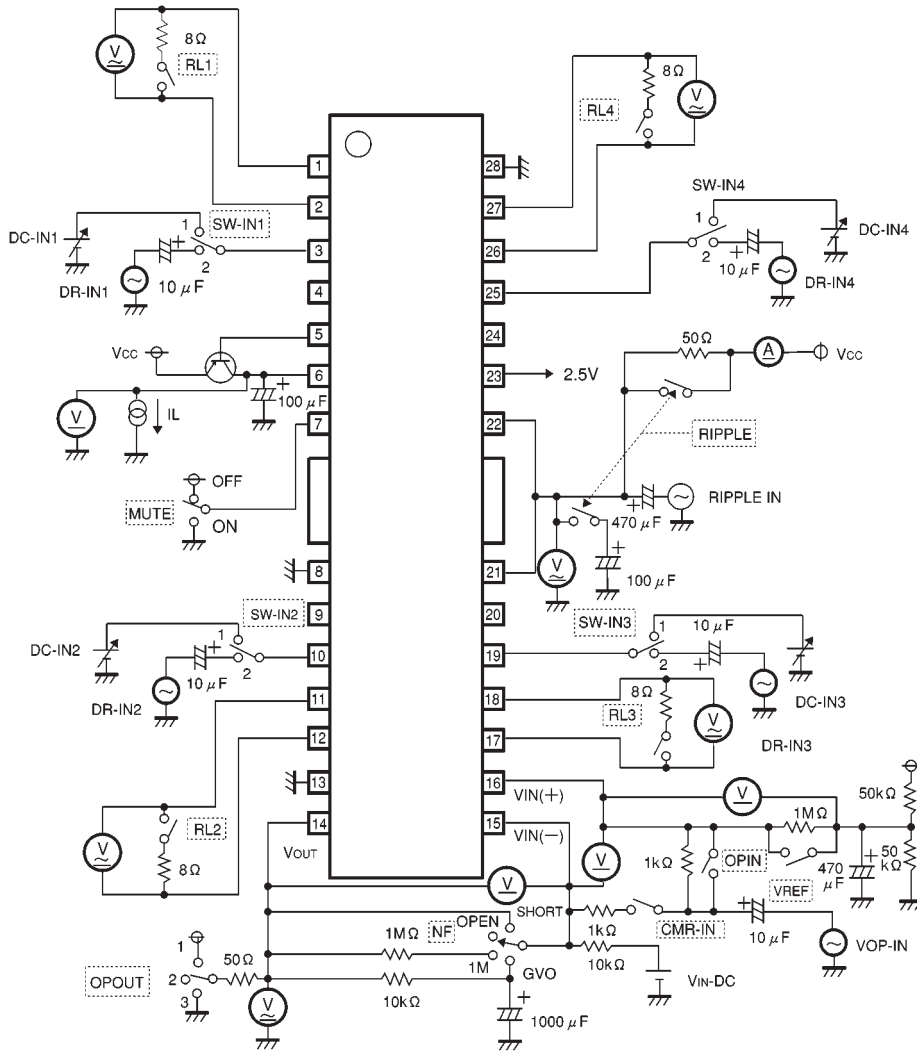 8Ω
RL1
V
8Ω
RL4
V
1
28
2
27
SW-IN1
SW-IN4
1
1
DC-IN1
DC-IN4
2
3
26
2
10 μF
10 μF
DR-IN1
DR-IN4
4
25
5
24
50Ω
A
Vcc
Vcc
6
23
2.5V
100 μF
V
IL
7
22
RIPPLE
OFF
MUTE
ON
RIPPLE IN
470 μF
V
100 μF
8
21
SW-IN2
9
20
SW-IN3
1
1
10 μF
DC-IN2
10
19
2
2
10 μF
DC-IN3
DR-IN2
11
18
8Ω
RL3
V
DR-IN3
12
17
13
16
VIN(+)
V
50kΩ
1MΩ
14
15
VOUT
VIN(−)
RL2
V
8Ω
V
1kΩ
OPIN
50 kΩ
470 μF
VREF
V
SHORT
1kΩ
CMR-IN
10 μF
VOP-IN
OPEN
NF
1MΩ
1M
10kΩ
VIN-DC
1
OPOUT
2
3
50Ω
GVO
10kΩ
V
1000 μF